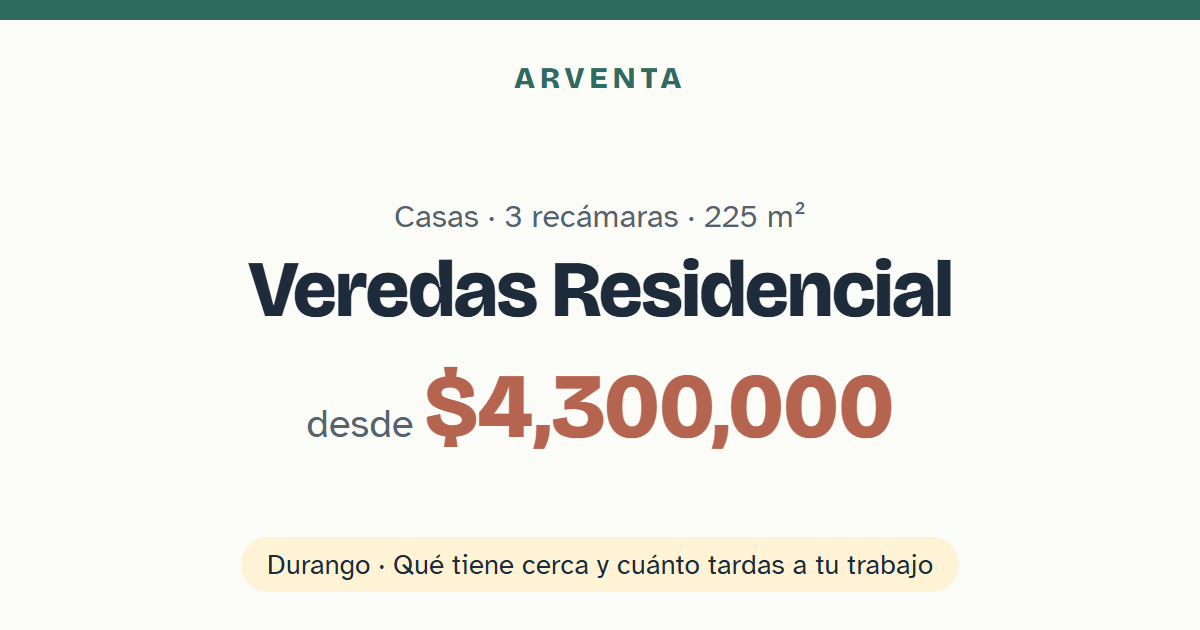 ARVENTA
Casas · 3 recámaras · 225 m²
Veredas Residencial
desde $4,300,000
Durango · Qué tiene cerca y cuánto tardas a tu trabajo